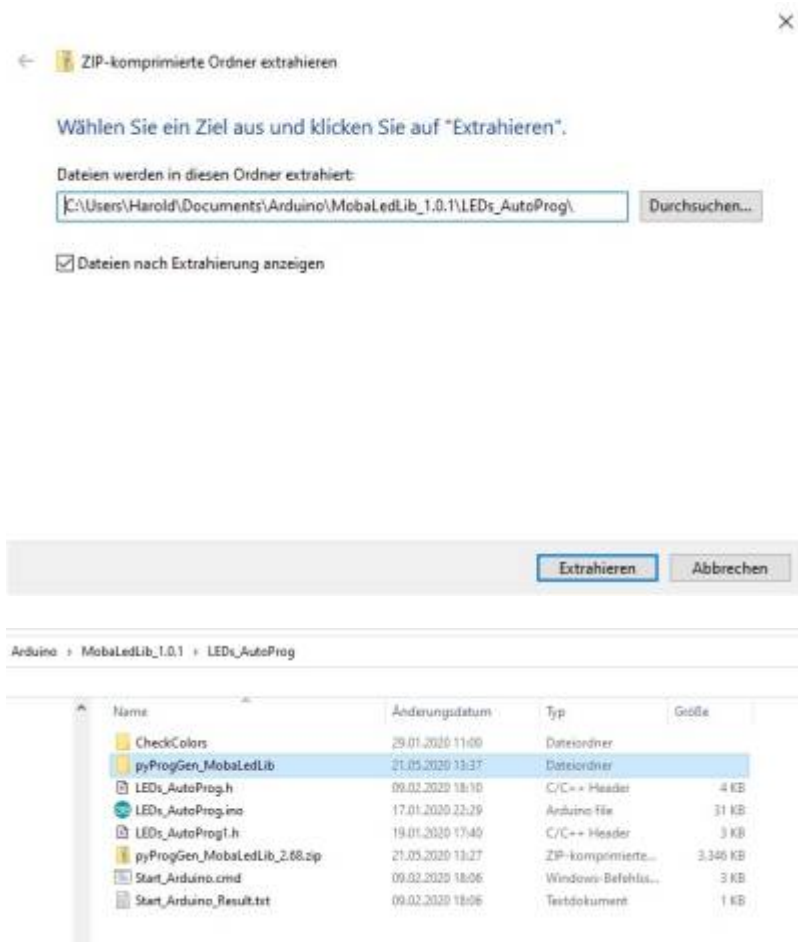 ZIP-komprimierte Ordner extrahieren
Wählen Sie ein Ziel aus und klicken Sie auf "Extrahieren".
Dateien werden in diesen Ordner extrahiert:
C:\Users\Harold\Documents\Arduino\MobaLedLib_1.0.1\LEDs_AutoProg\ Durchsuchen...
Dateien nach Extrahierung anzeigen
Extrahieren Abbrechen
Arduino › MobaLedLib_1.0.1 › LEDs_AutoProg
Name Änderungsdatum Typ Größe
CheckColors 29.01.2020 11:00 Dateiordner
pyProgGen_MobaLedLib 21.05.2020 13:37 Dateiordner
LEDs_AutoProg.h 09.02.2020 18:10 C/C++ Header 4 KB
LEDs_AutoProg.ino 17.01.2020 22:29 Arduino file 31 KB
LEDs_AutoProg1.h 19.01.2020 17:40 C/C++ Header 3 KB
pyProgGen_MobaLedLib_2.68.zip 21.05.2020 13:27 ZIP-komprimierte... 3.346 KB
Start_Arduino.cmd 09.02.2020 18:06 Windows-Befehlss... 3 KB
Start_Arduino_Result.txt 09.02.2020 18:06 Textdokument 1 KB